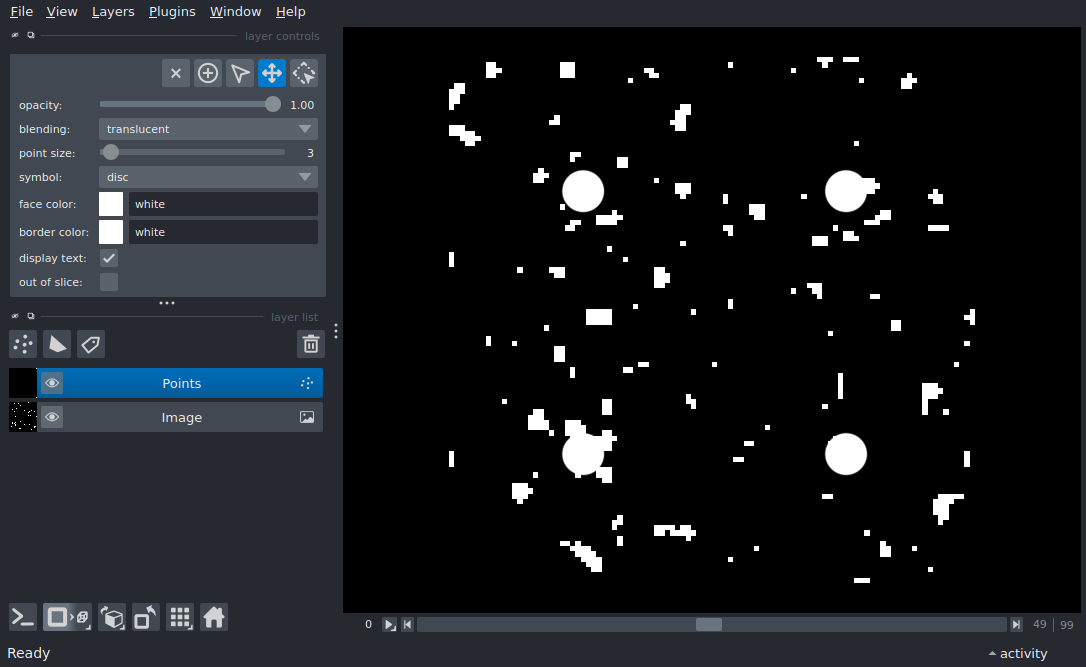 File View Layers Plugins Window Help
layer controls
opacity: 1.00
blending: translucent
point size: 3
symbol: disc
face color: white
border color: white
display text:
out of slice:
layer list
Points
Image
0 49 99
Ready activity